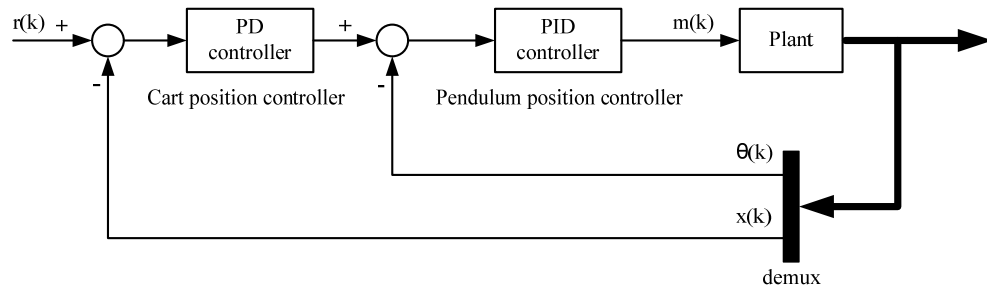 r(k) +
PD
controller
+
PID
controller
m(k)
Plant
-
Cart position controller
-
Pendulum position controller
θ(k)
x(k)
demux